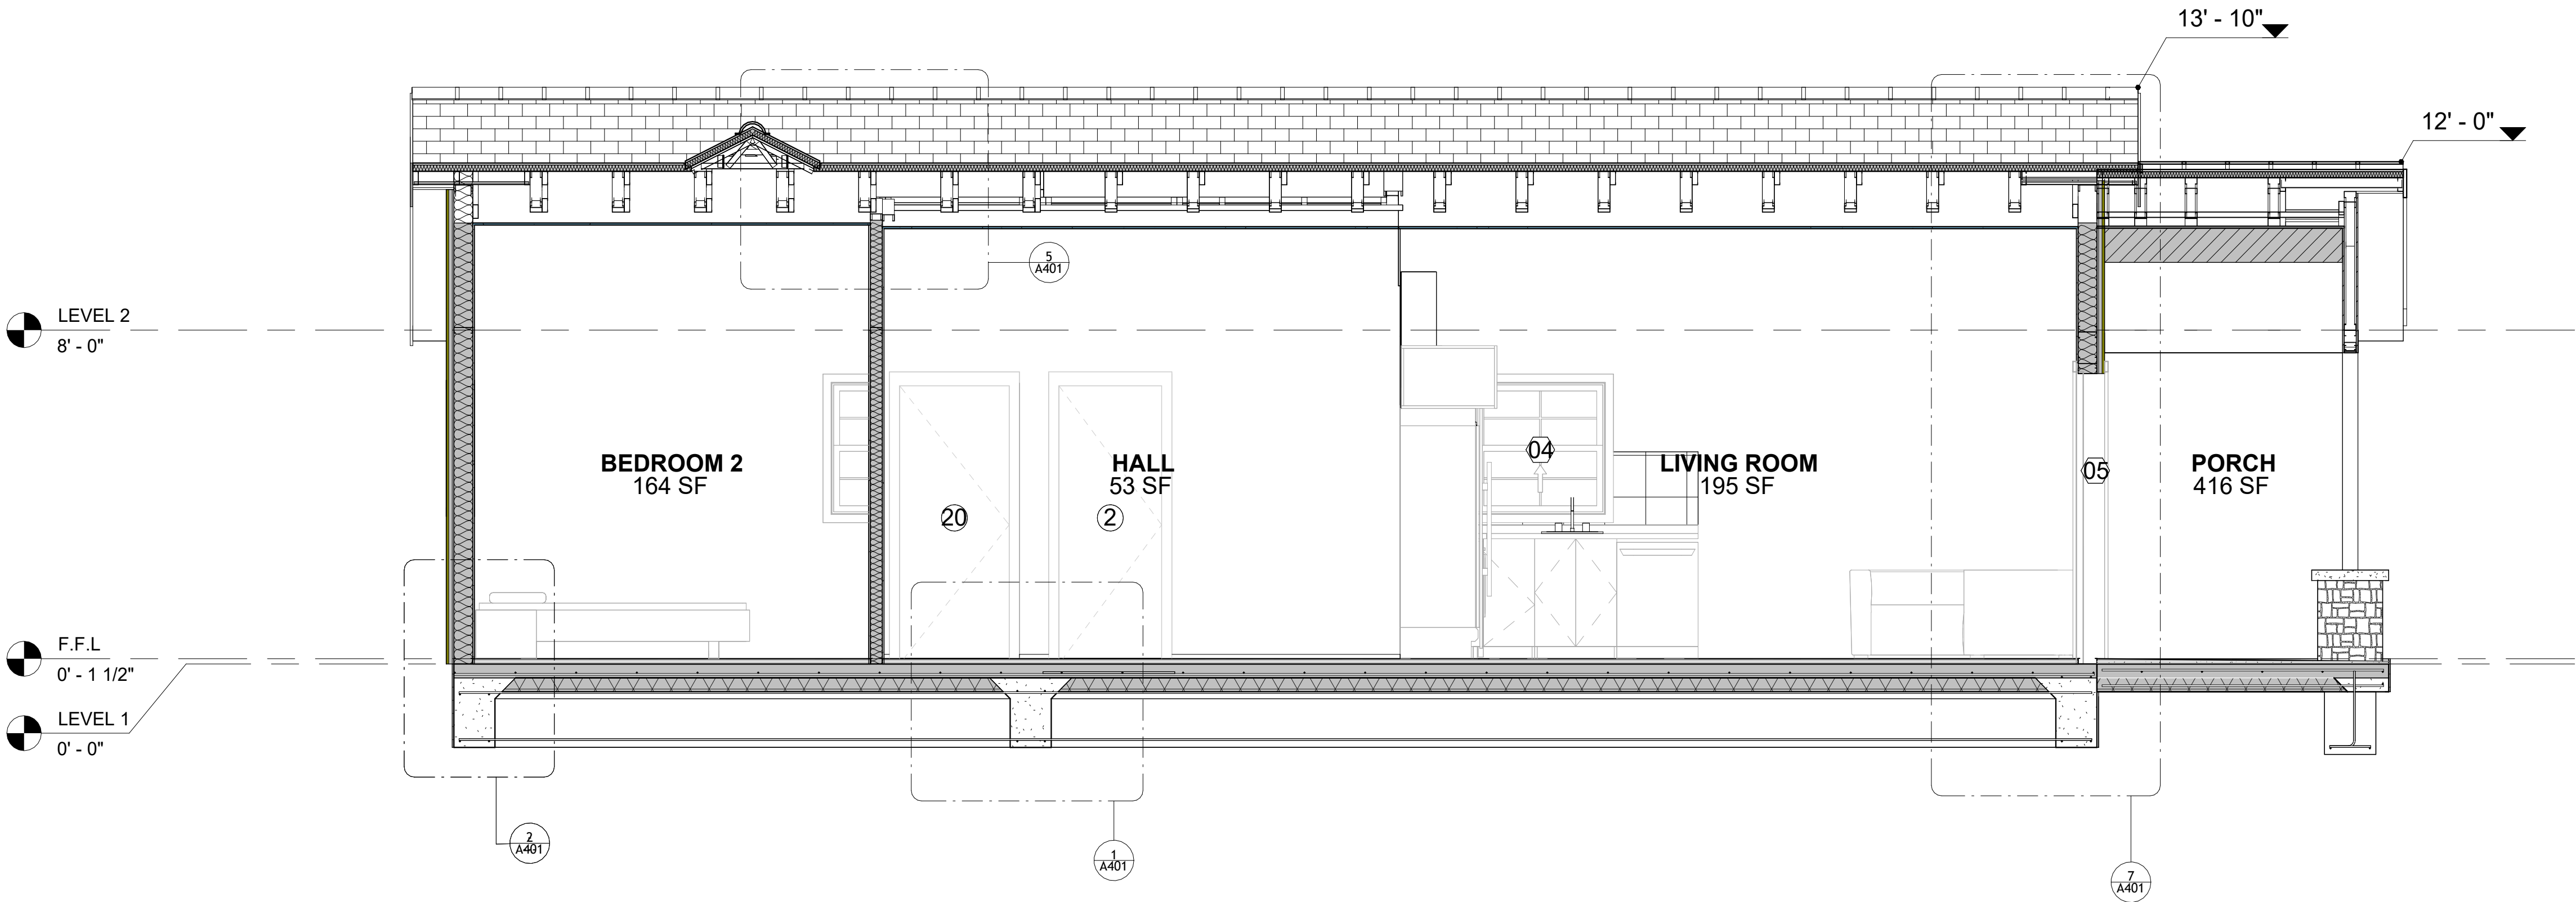 13' - 10"
12' - 0"
5
A401
LEVEL 2
8' - 0"
BEDROOM 2
164 SF
HALL
53 SF
04
LIVING ROOM
195 SF
05
PORCH
416 SF
20
2
F.F.L
0' - 1 1/2"
LEVEL 1
0' - 0"
2
A401
1
A401
7
A401